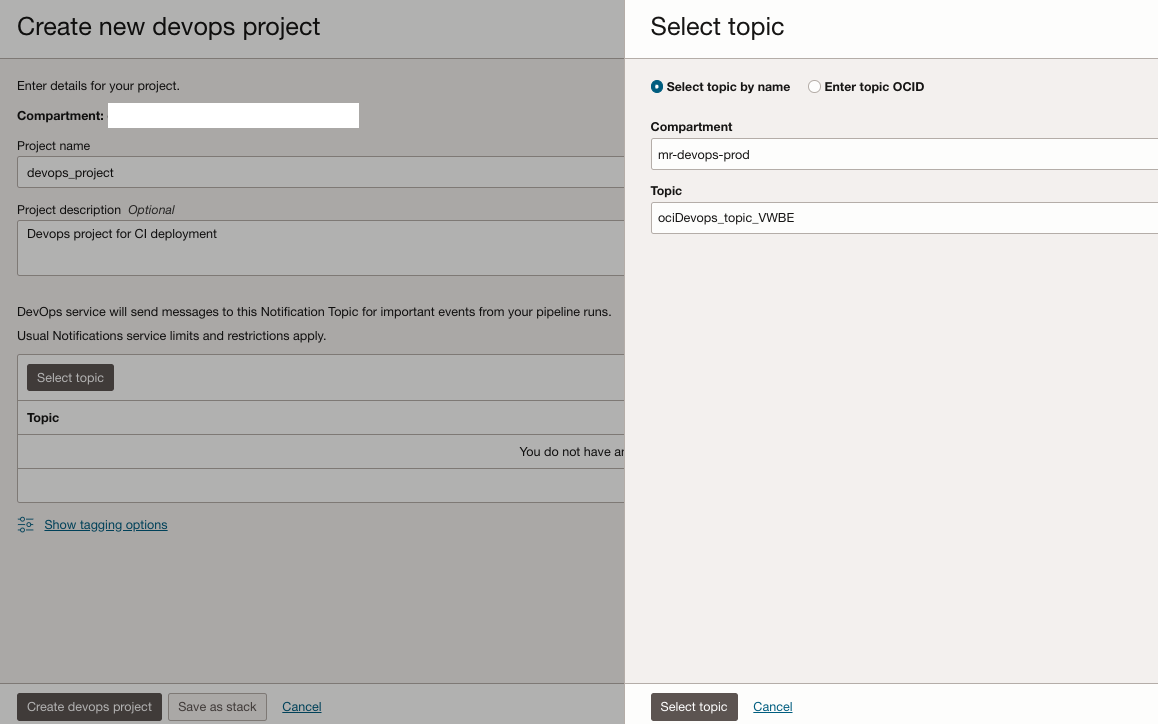 Create new devops project
Enter details for your project.
Compartment:
Project name
devops_project
Project description Optional
Devops project for CI deployment
DevOps service will send messages to this Notification Topic for important events from your pipeline runs.
Usual Notifications service limits and restrictions apply.
Select topic
Topic
You do not have
Show tagging options
Create devops project Save as stack Cancel
Select topic
Select topic by name Enter topic OCID
Compartment
mr-devops-prod
Topic
ociDevops_topic_VWBE
Select topic Cancel